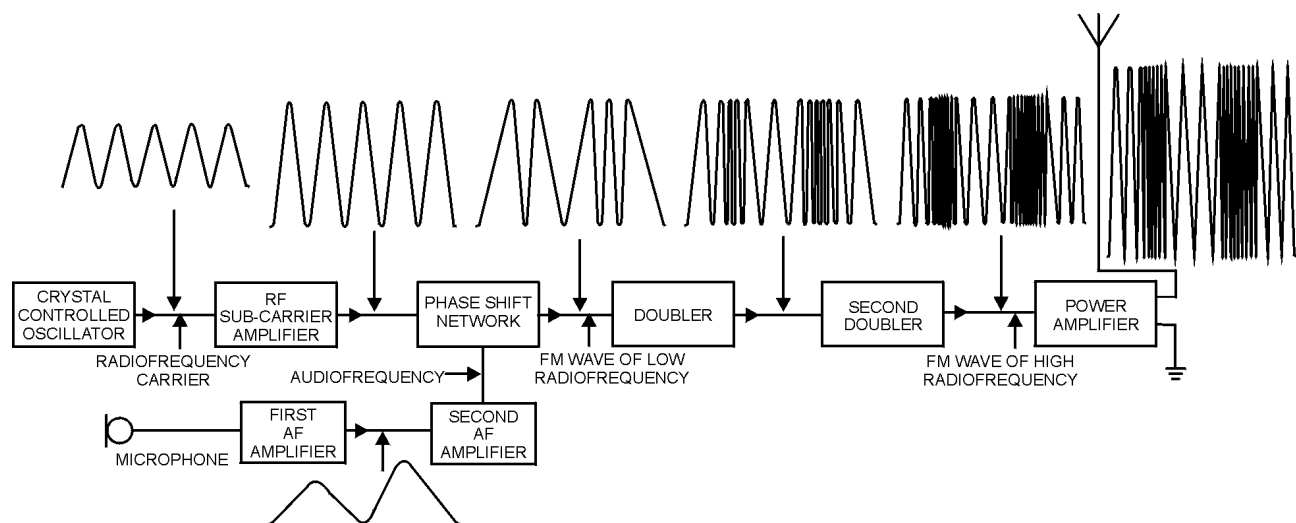 CRYSTAL
CONTROLLED
OSCILLATOR
RF
SUB-CARRIER
AMPLIFIER
PHASE SHIFT
NETWORK
DOUBLER
SECOND
DOUBLER
POWER
AMPLIFIER
RADIOFREQUENCY
CARRIER
AUDIOFREQUENCY
FM WAVE OF LOW
RADIOFREQUENCY
FM WAVE OF HIGH
RADIOFREQUENCY
MICROPHONE
FIRST
AF
AMPLIFIER
SECOND
AF
AMPLIFIER